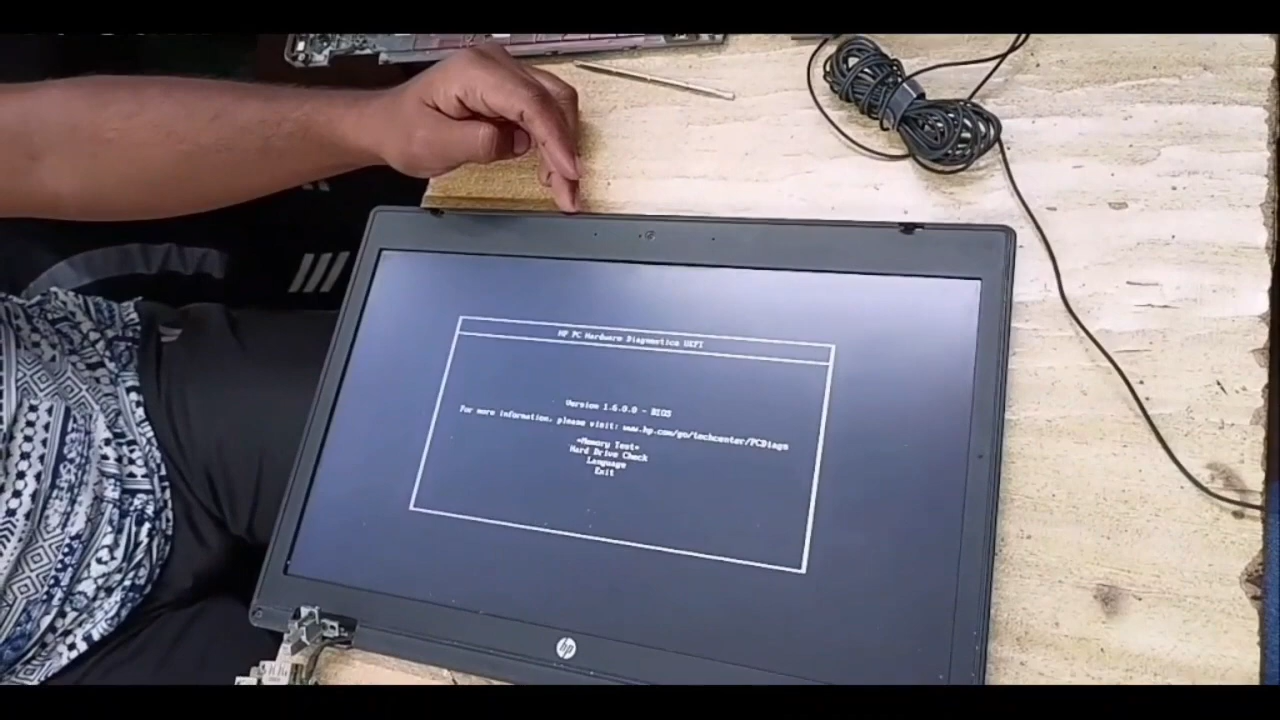 HP PC Hardware Diagnostics UEFI
Version 1.6.0.0 - BIOS
For more information, please visit: www.hp.com/go/techcenter/PCDiags
*Memory Test*
Hard Drive Check
Language
Exit
hp